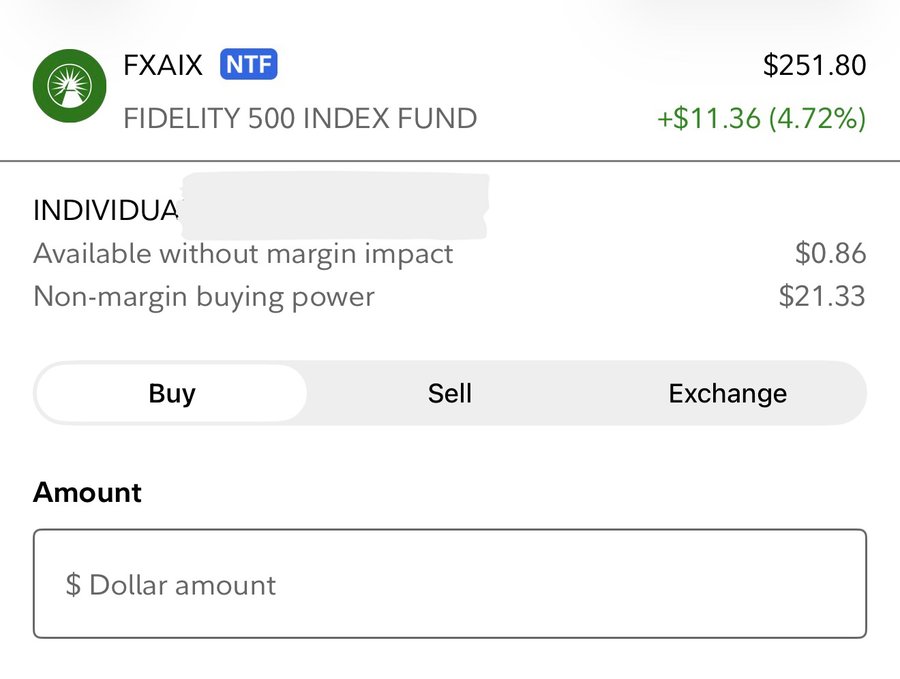 FXAIX NTF $251.80
FIDELITY 500 INDEX FUND +$11.36 (4.72%)
INDIVIDUA
Available without margin impact $0.86
Non-margin buying power $21.33
Buy Sell Exchange
Amount
$ Dollar amount